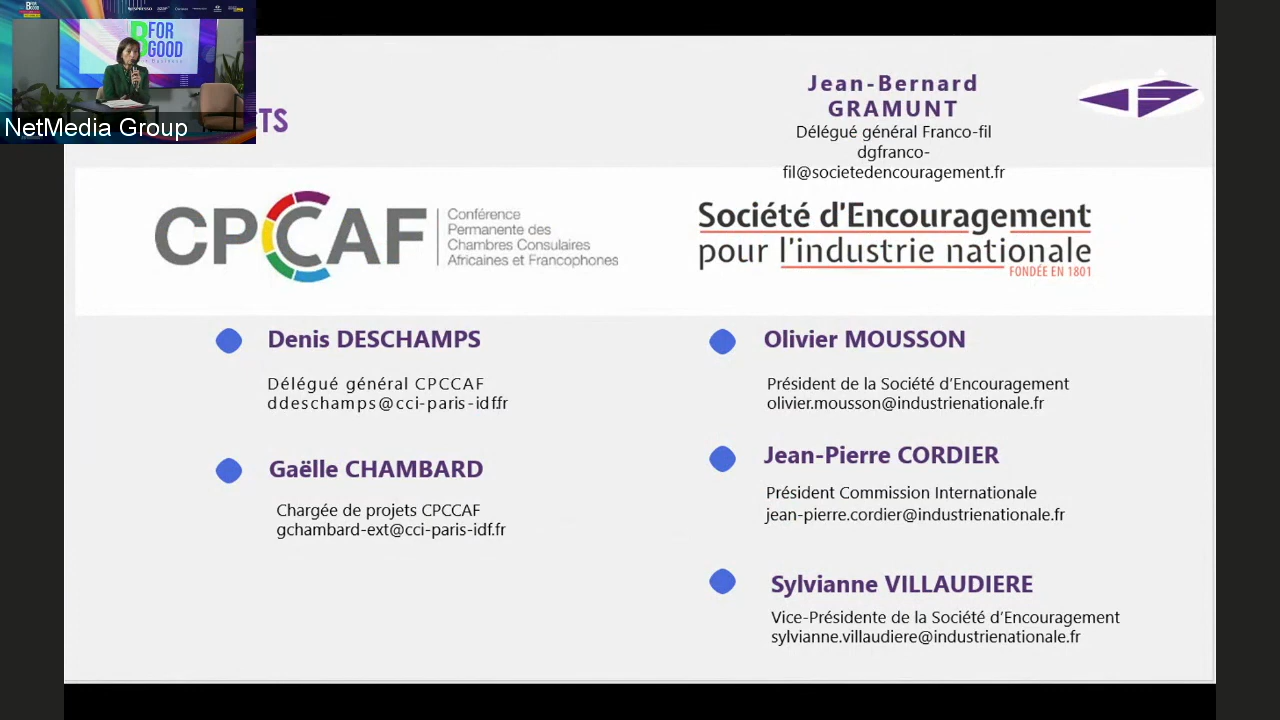 B FOR
GOOD
NetMedia Group
TS
Jean-Bernard
GRAMUNT
Délégué général Franco-fil
dgfranco-
fil@societedencouragement.fr
CPCCAF
Conférence
Permanente des
Chambres Consulaires
Africaines et Francophones
Société d'Encouragement
pour l'industrie nationale
FONDÉE EN 1801
Denis DESCHAMPS
Délégué général CPCCAF
ddeschamps@cci-paris-idf.fr
Gaëlle CHAMBARD
Chargée de projets CPCCAF
gchambard-ext@cci-paris-idf.fr
Olivier MOUSSON
Président de la Société d’Encouragement
olivier.mousson@industrienationale.fr
Jean-Pierre CORDIER
Président Commission Internationale
jean-pierre.cordier@industrienationale.fr
Sylvianne VILLAUDIERE
Vice-Présidente de la Société d’Encouragement
sylvianne.villaudiere@industrienationale.fr